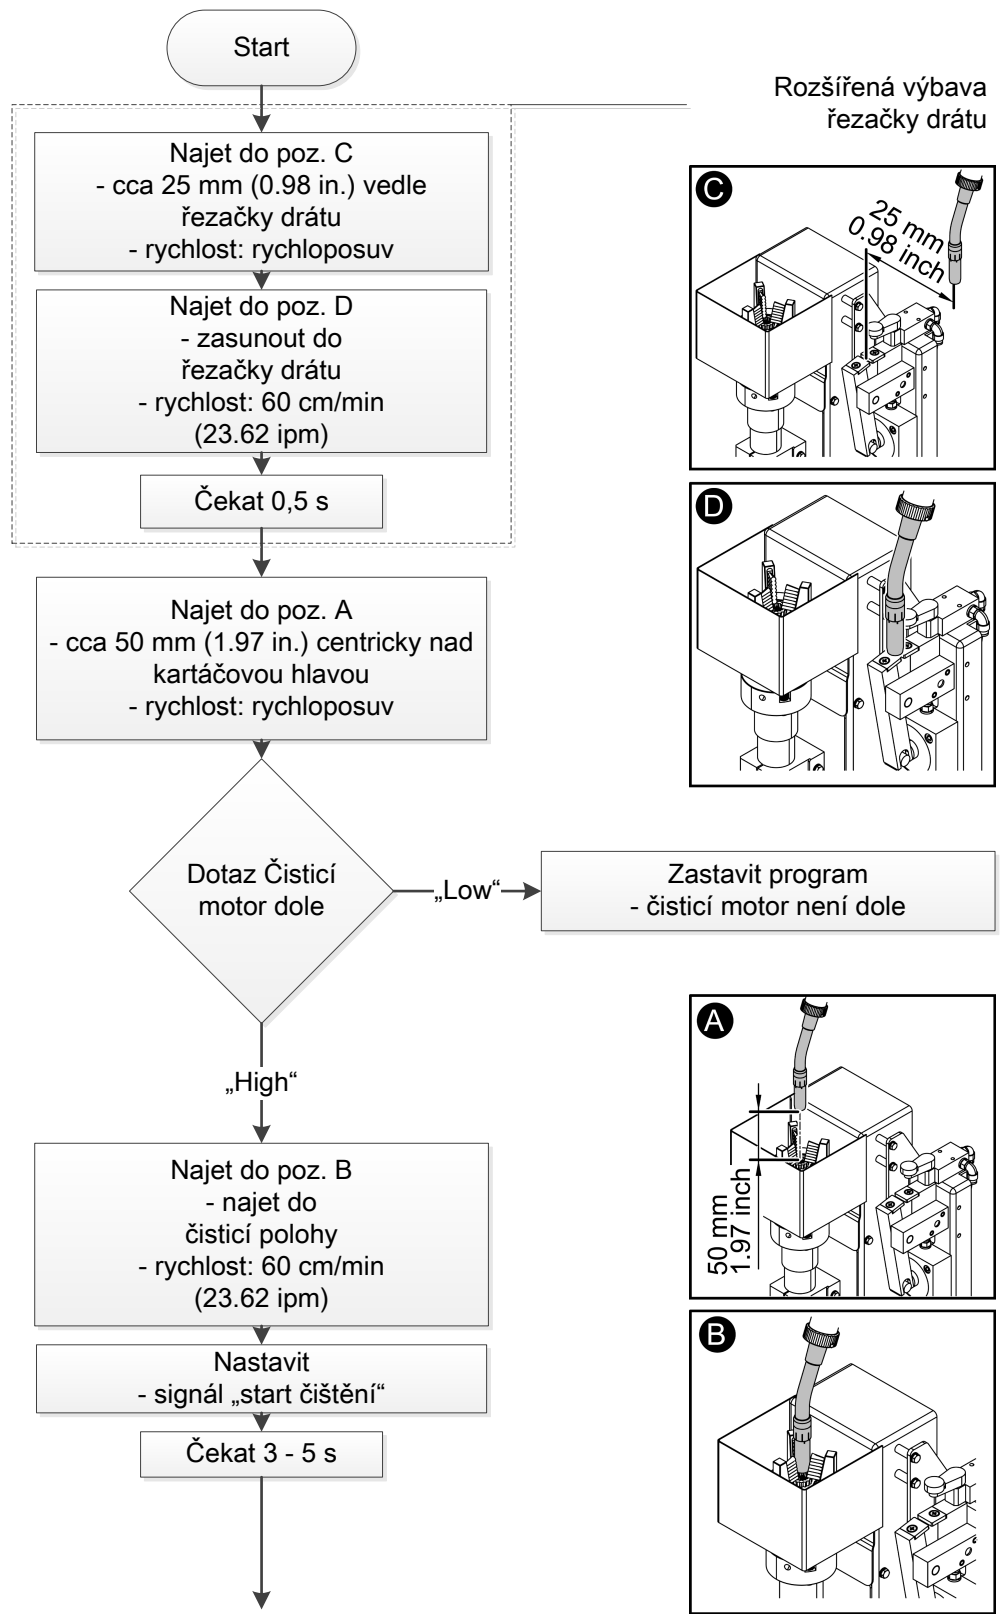 Start
Rozšířená výbava
řezačky drátu
Najet do poz. C
- cca 25 mm (0.98 in.) vedle
řezačky drátu
- rychlost: rychloposuv
Najet do poz. D
- zasunout do
řezačky drátu
- rychlost: 60 cm/min
(23.62 ipm)
Čekat 0,5 s
C
25 mm
0.98 inch
D
Najet do poz. A
- cca 50 mm (1.97 in.) centricky nad
kartáčovou hlavou
- rychlost: rychloposuv
Dotaz Čisticí
motor dole
„Low“
Zastavit program
- čisticí motor není dole
„High“
A
50 mm
1.97 inch
Najet do poz. B
- najet do
čisticí polohy
- rychlost: 60 cm/min
(23.62 ipm)
Nastavit
- signál „start čištění“
Čekat 3 - 5 s
B